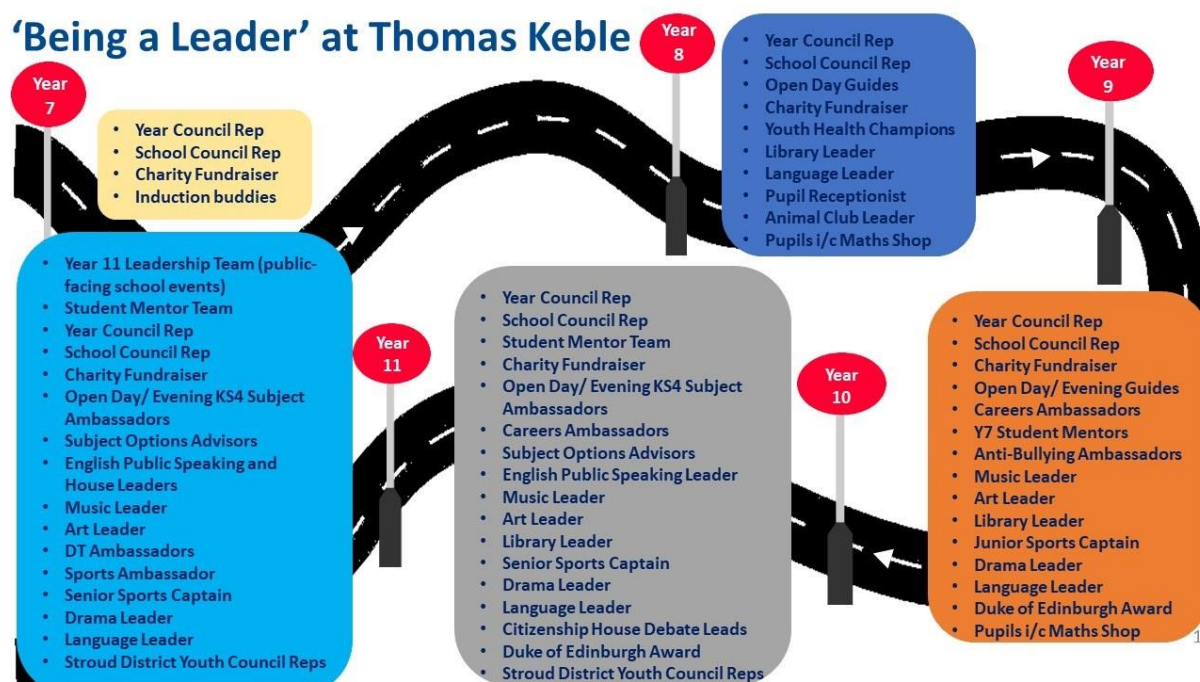 'Being a Leader' at Thomas Keble
Year
7
• Year Council Rep
• School Council Rep
• Charity Fundraiser
• Induction buddies
Year
8
• Year Council Rep
• School Council Rep
• Open Day Guides
• Charity Fundraiser
• Youth Health Champions
• Library Leader
• Language Leader
• Pupil Receptionist
• Animal Club Leader
• Pupils i/c Maths Shop
Year
9
• Year Council Rep
• School Council Rep
• Charity Fundraiser
• Open Day/ Evening Guides
• Careers Ambassadors
• Y7 Student Mentors
• Anti-Bullying Ambassadors
• Music Leader
• Art Leader
• Library Leader
• Junior Sports Captain
• Drama Leader
• Language Leader
• Duke of Edinburgh Award
• Pupils i/c Maths Shop
Year
10
• Year Council Rep
• School Council Rep
• Student Mentor Team
• Charity Fundraiser
• Open Day/ Evening KS4 Subject
Ambassadors
• Careers Ambassadors
• Subject Options Advisors
• English Public Speaking Leader
• Music Leader
• Art Leader
• Library Leader
• Senior Sports Captain
• Drama Leader
• Language Leader
• Citizenship House Debate Leads
• Duke of Edinburgh Award
• Stroud District Youth Council Reps
Year
11
• Year 11 Leadership Team (public-
facing school events)
• Student Mentor Team
• Year Council Rep
• School Council Rep
• Charity Fundraiser
• Open Day/ Evening KS4 Subject
Ambassadors
• Subject Options Advisors
• English Public Speaking and
House Leaders
• Music Leader
• Art Leader
• DT Ambassadors
• Sports Ambassador
• Senior Sports Captain
• Drama Leader
• Language Leader
• Stroud District Youth Council Reps
1